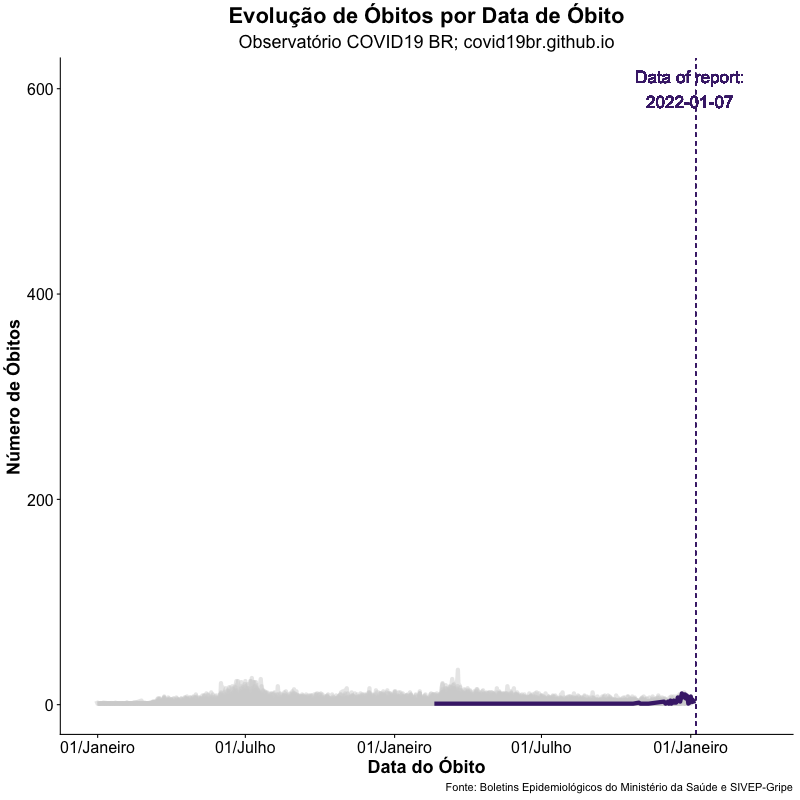 Evolução de Óbitos por Data de Óbito
Observatório COVID19 BR; covid19br.github.io
Data of report:
2022-01-07
600
400
200
0
Número de Óbitos
01/Janeiro
01/Julho
01/Janeiro
01/Julho
01/Janeiro
Data do Óbito
Fonte: Boletins Epidemiológicos do Ministério da Saúde e SIVEP-Gripe